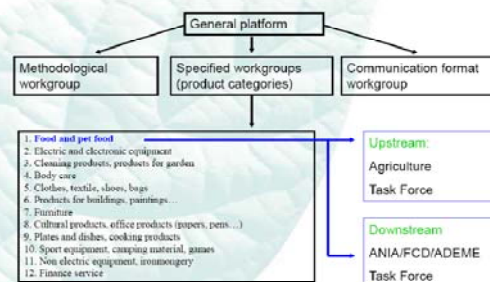 General platform
Methodological
workgroup
Specified workgroups
(product categories)
Communication format
workgroup
1. Food and pet food
2. Electric and electronic equipment
3. Cleaning products, products for garden
4. Body care
5. Clothes, textile, shoes, bags
6. Products for buildings, paintings…
7. Furniture
8. Cultural products, office products (papers, pens…)
9. Plates and dishes, cooking products
10. Sport equipment, camping material, games
11. Non electric equipment, ironmongery
12. Finance service
Upstream:
Agriculture
Task Force
Downstream
ANIA/FCD/ADEME
Task Force